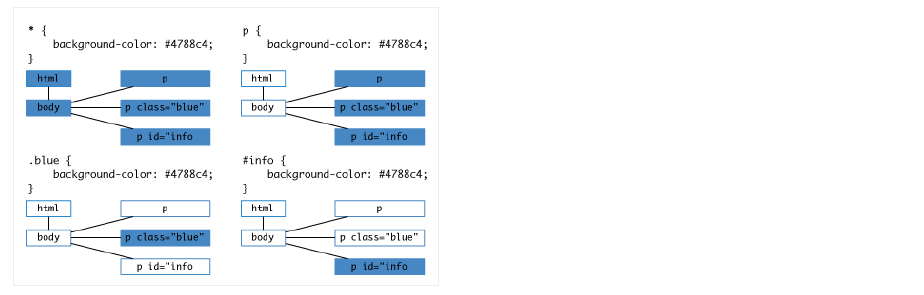 * {
background-color: #4788c4;
}
html
p
body
p class="blue"
p id="info
p {
background-color: #4788c4;
}
html
p
body
p class="blue"
p id="info
.blue {
background-color: #4788c4;
}
html
p
body
p class="blue"
p id="info
#info {
background-color: #4788c4;
}
html
p
body
p class="blue"
p id="info